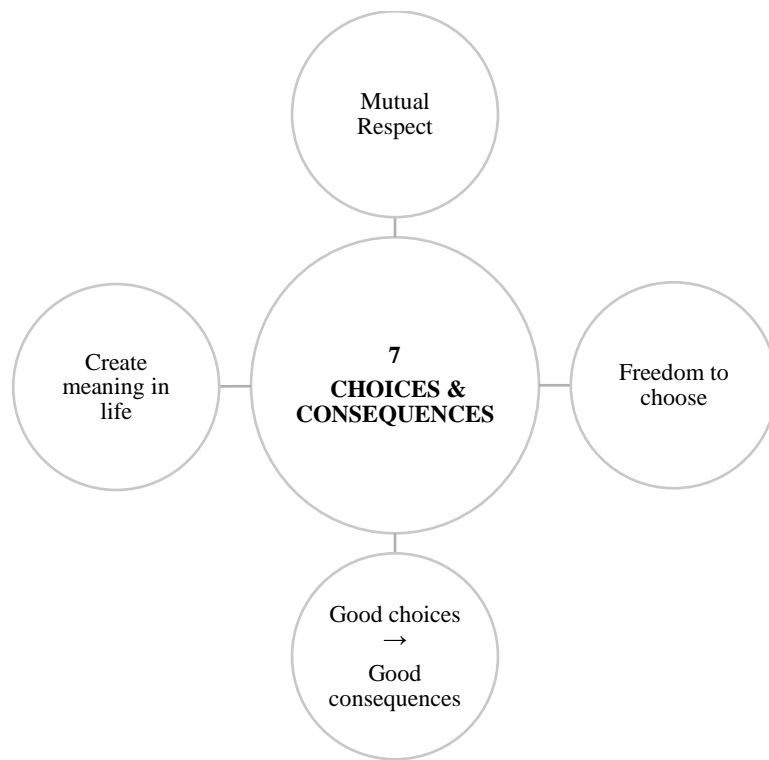 Mutual
Respect
Create
meaning in
life
7
CHOICES &
CONSEQUENCES
Freedom to
choose
Good choices
→
Good
consequences